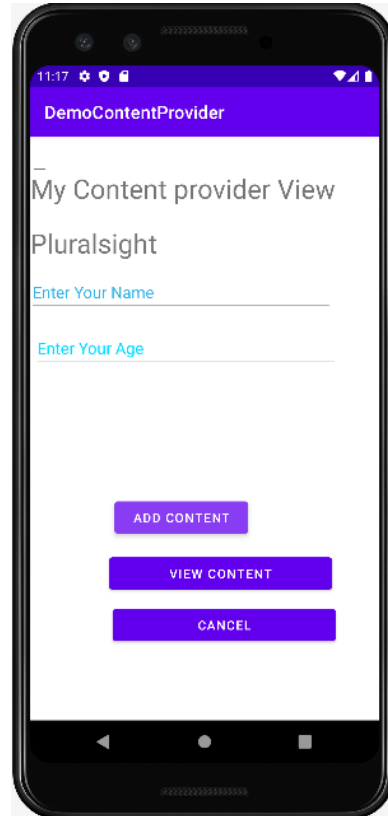 11:17
DemoContentProvider
My Content provider View
Pluralsight
Enter Your Name
Enter Your Age
ADD CONTENT
VIEW CONTENT
CANCEL